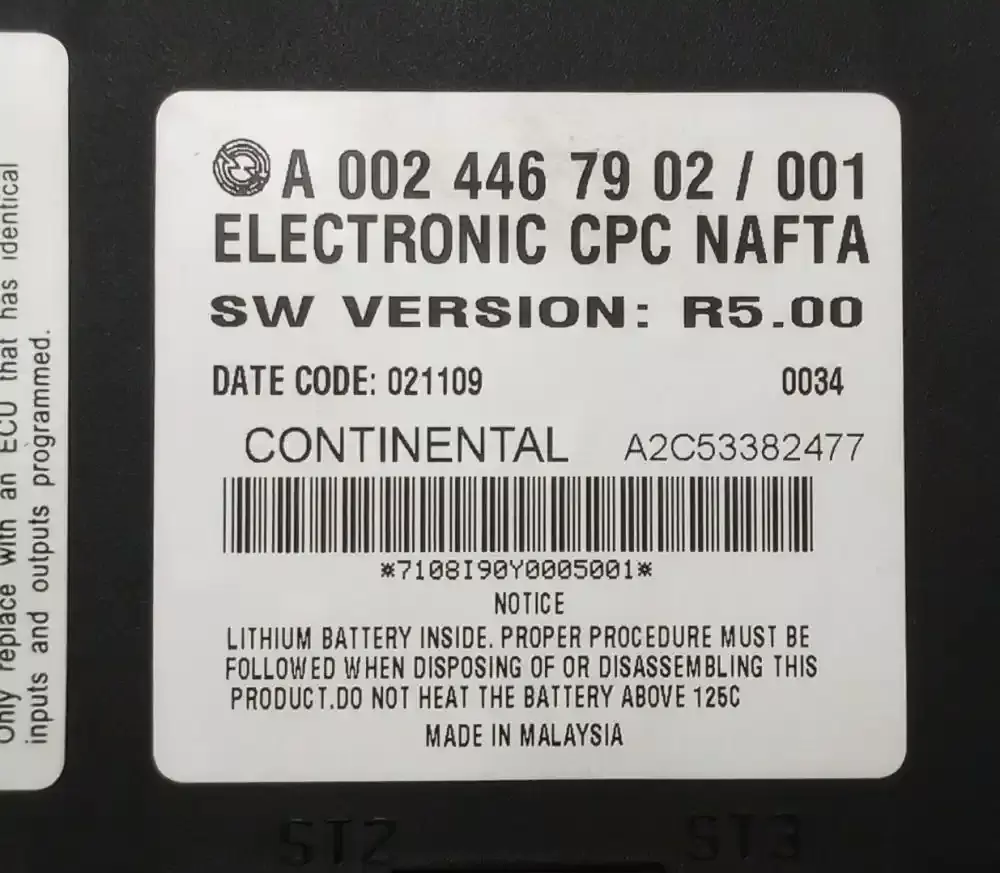 Only replace with an ECU that has identical
inputs and outputs programmed.
A 002 446 79 02 / 001
ELECTRONIC CPC NAFTA
SW VERSION: R5.00
DATE CODE: 021109 0034
CONTINENTAL A2C53382477
*7108I90Y0005001*
NOTICE
LITHIUM BATTERY INSIDE. PROPER PROCEDURE MUST BE
FOLLOWED WHEN DISPOSING OF OR DISASSEMBLING THIS
PRODUCT.DO NOT HEAT THE BATTERY ABOVE 125C
MADE IN MALAYSIA
ST2 ST3